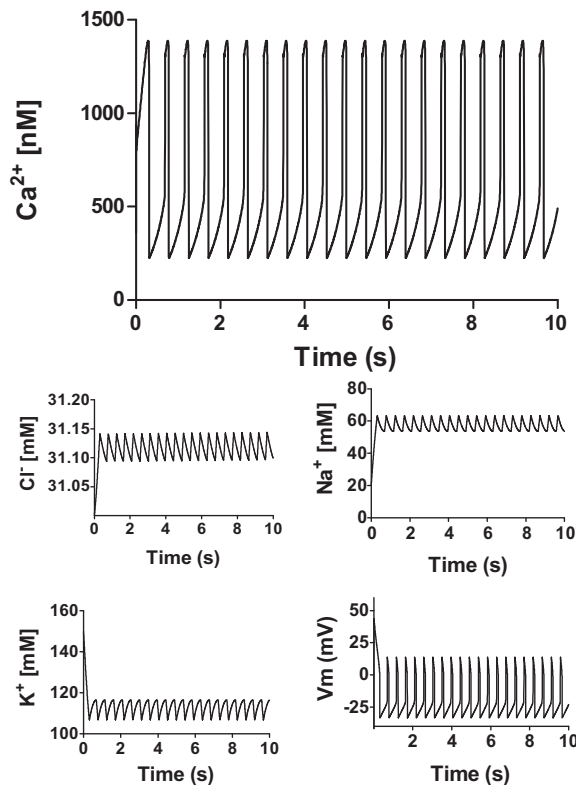 1500
1000
500
0
Ca²⁺ [nM]
0 2 4 6 8 10
Time (s)
31.20
31.15
31.10
31.05
Cl⁻ [mM]
0 2 4 6 8 10
Time (s)
80
60
40
20
0
Na⁺ [mM]
0 2 4 6 8 10
Time (s)
160
140
120
100
K⁺ [mM]
0 2 4 6 8 10
Time (s)
50
25
0
-25
Vm (mV)
0 2 4 6 8 10
Time (s)